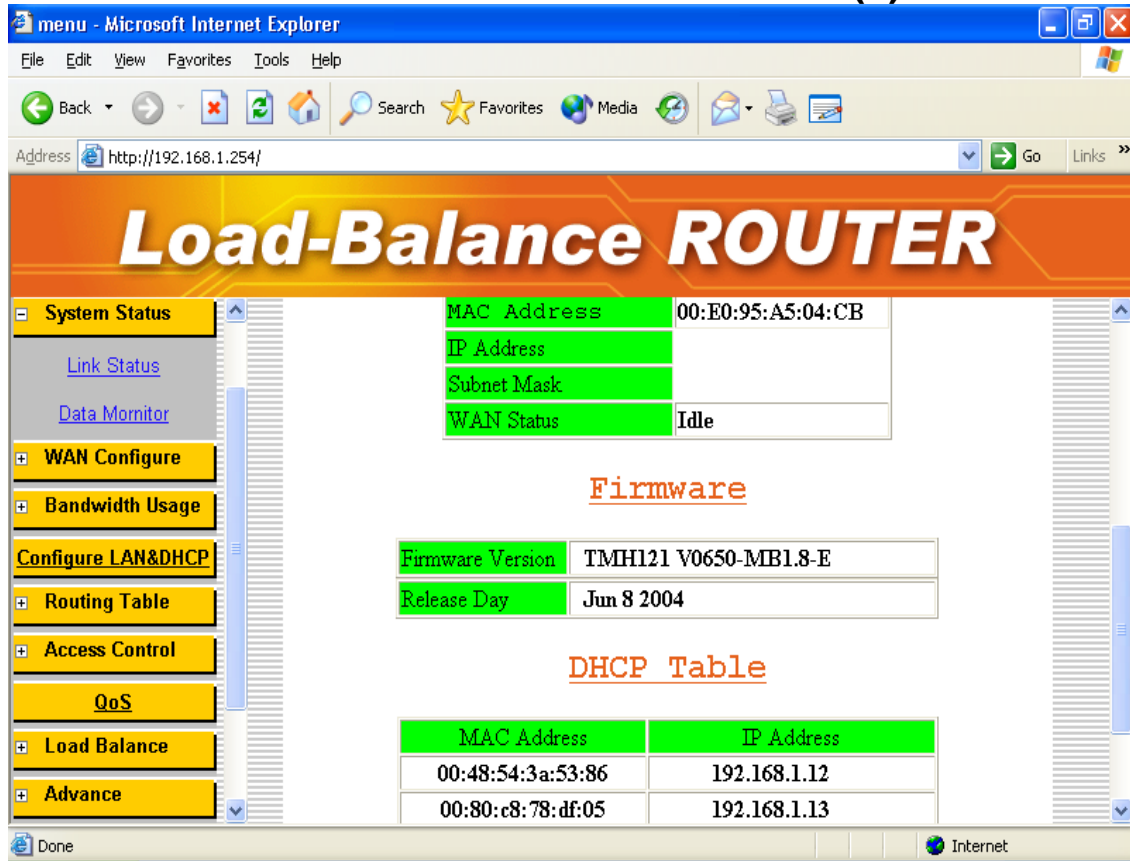 (s)
menu - Microsoft Internet Explorer
File Edit View Favorites Tools Help
Back Search Favorites Media
Address http://192.168.1.254/ Go Links »
Load-Balance ROUTER
System Status
Link Status
Data Mornitor
WAN Configure
Bandwidth Usage
Configure LAN&DHCP
Routing Table
Access Control
QoS
Load Balance
Advance
MAC Address 00:E0:95:A5:04:CB
IP Address
Subnet Mask
WAN Status Idle
Firmware
Firmware Version TMH121 V0650-MB1.8-E
Release Day Jun 8 2004
DHCP Table
MAC Address IP Address
00:48:54:3a:53:86 192.168.1.12
00:80:c8:78:df:05 192.168.1.13
Done Internet